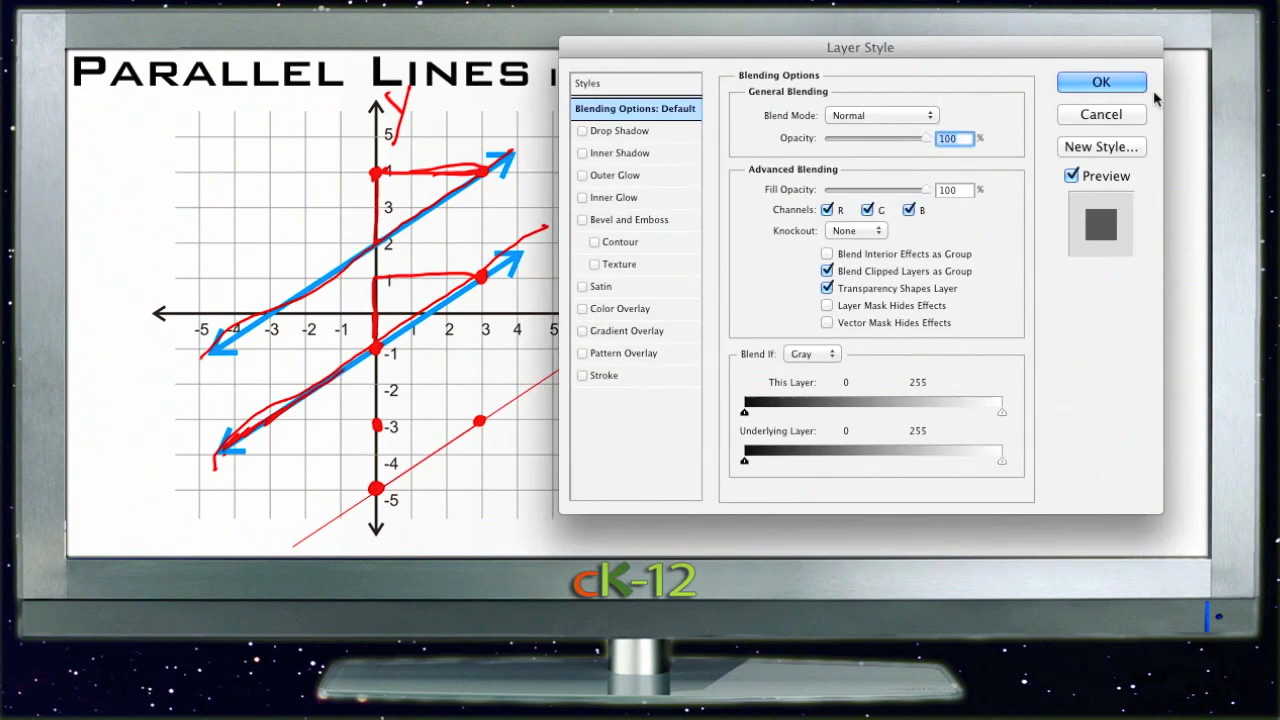 PARALLEL LINES I
Y
5
4
3
2
1
-5 -4 -3 -2 -1 1 2 3 4 5
-1
-2
-3
-4
-5
Layer Style
Styles
Blending Options: Default
Drop Shadow
Inner Shadow
Outer Glow
Inner Glow
Bevel and Emboss
Contour
Texture
Satin
Color Overlay
Gradient Overlay
Pattern Overlay
Stroke
Blending Options
General Blending
Blend Mode: Normal
Opacity: 100 %
Advanced Blending
Fill Opacity: 100 %
Channels: R G B
Knockout: None
Blend Interior Effects as Group
Blend Clipped Layers as Group
Transparency Shapes Layer
Layer Mask Hides Effects
Vector Mask Hides Effects
Blend If: Gray
This Layer: 0 255
Underlying Layer: 0 255
OK
Cancel
New Style...
Preview
cK-12